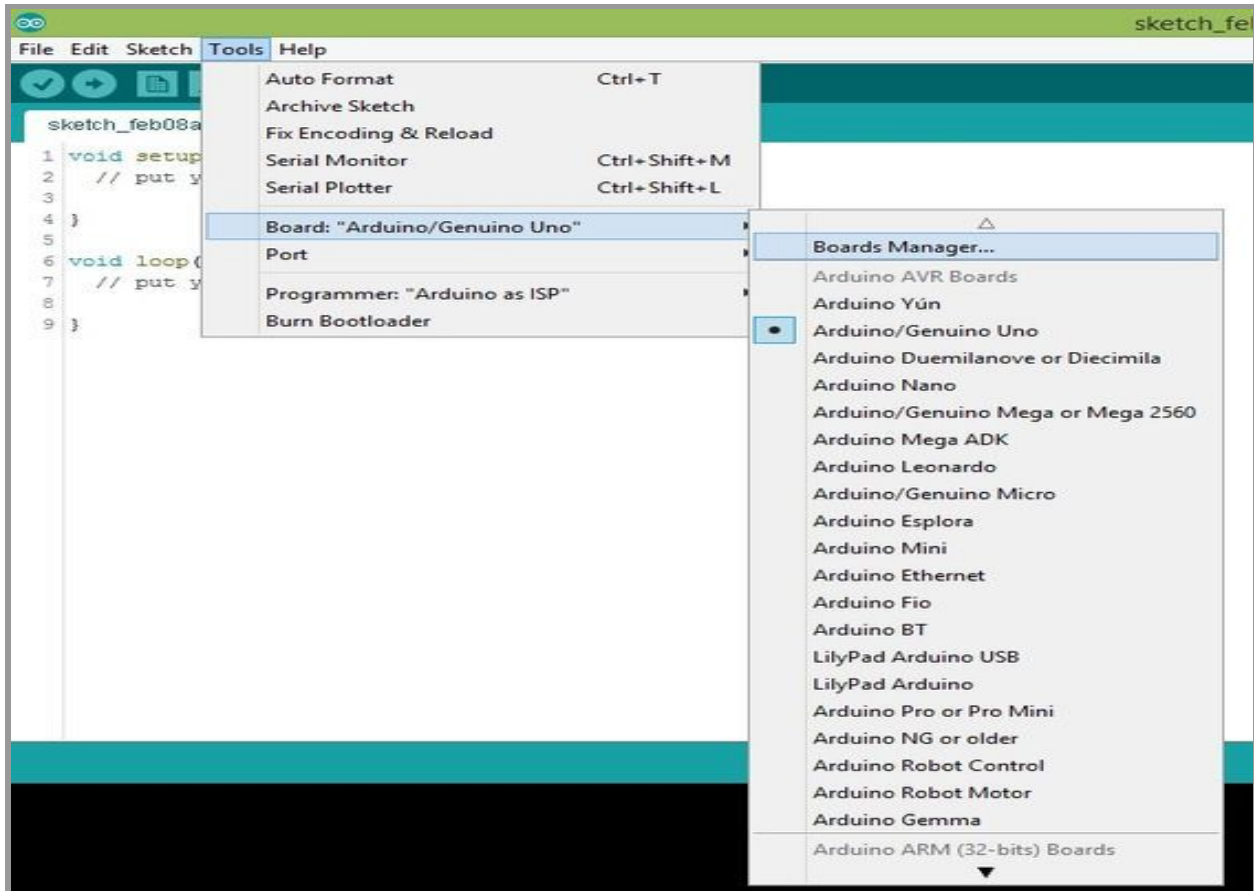 sketch_fe
File Edit Sketch Tools Help
Auto Format Ctrl+T
Archive Sketch
Fix Encoding & Reload
Serial Monitor Ctrl+Shift+M
Serial Plotter Ctrl+Shift+L
Board: "Arduino/Genuino Uno"
Port
Programmer: "Arduino as ISP"
Burn Bootloader
sketch_feb08a
1 void setup
2 // put y
3
4 }
5
6 void loop(
7 // put y
8
9 }
Boards Manager...
Arduino AVR Boards
Arduino Yún
Arduino/Genuino Uno
Arduino Duemilanove or Diecimila
Arduino Nano
Arduino/Genuino Mega or Mega 2560
Arduino Mega ADK
Arduino Leonardo
Arduino/Genuino Micro
Arduino Esplora
Arduino Mini
Arduino Ethernet
Arduino Fio
Arduino BT
LilyPad Arduino USB
LilyPad Arduino
Arduino Pro or Pro Mini
Arduino NG or older
Arduino Robot Control
Arduino Robot Motor
Arduino Gemma
Arduino ARM (32-bits) Boards